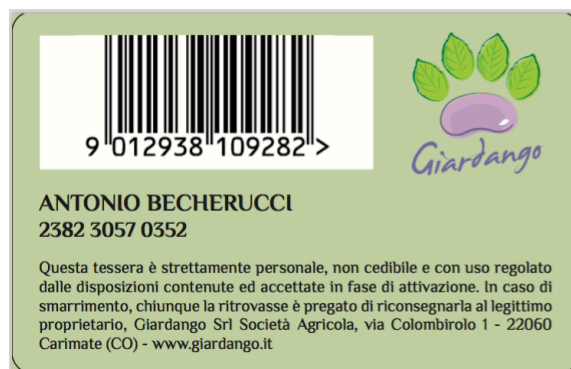 9 012938 109282 >
Giardango
ANTONIO BECHERUCCI
2382 3057 0352
Questa tessera è strettamente personale, non cedibile e con uso regolato
dalle disposizioni contenute ed accettate in fase di attivazione. In caso di
smarrimento, chiunque la ritrovasse è pregato di riconsegnarla al legittimo
proprietario, Giardango Srl Società Agricola, via Colombirolo 1 - 22060
Carimate (CO) - www.giardango.it